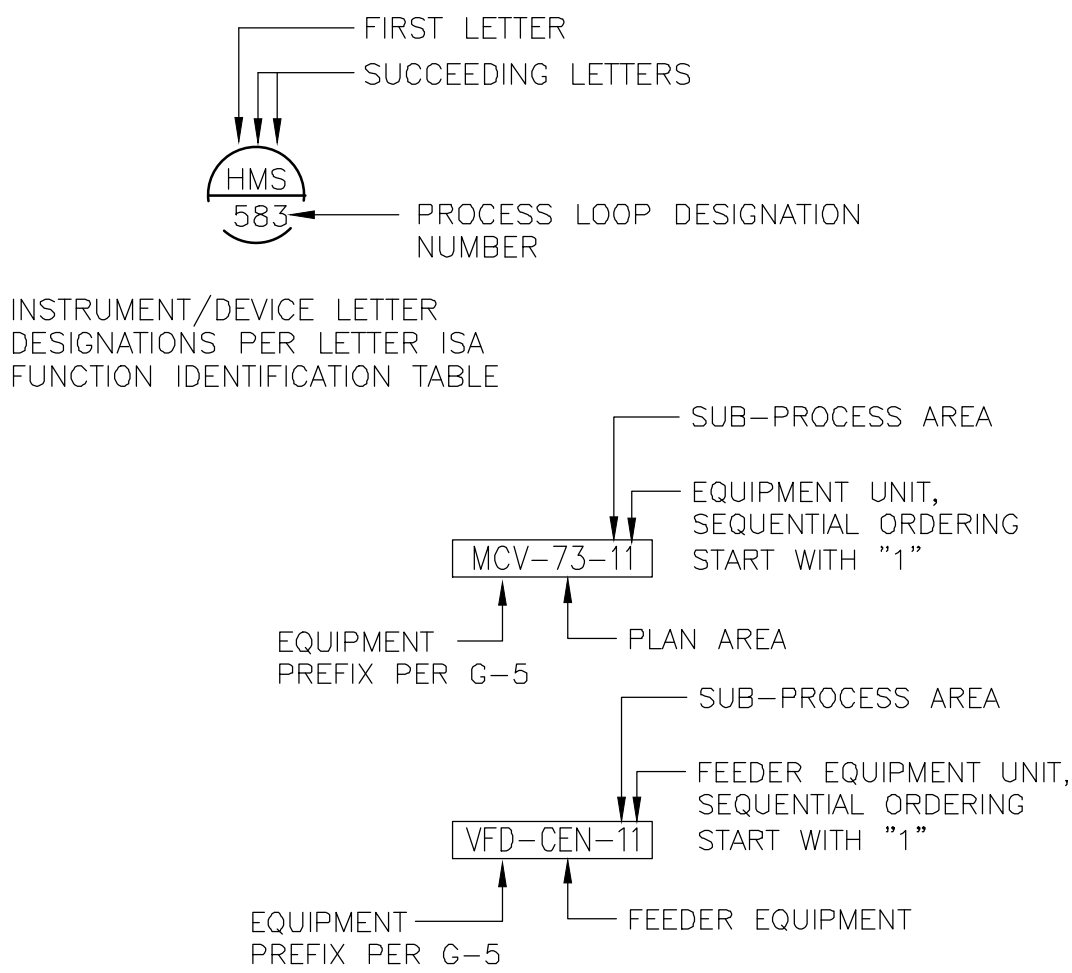 FIRST LETTER
SUCCEEDING LETTERS
HMS
583
PROCESS LOOP DESIGNATION
NUMBER
INSTRUMENT/DEVICE LETTER
DESIGNATIONS PER LETTER ISA
FUNCTION IDENTIFICATION TABLE
SUB-PROCESS AREA
EQUIPMENT UNIT,
SEQUENTIAL ORDERING
START WITH "1"
MCV-73-11
EQUIPMENT
PREFIX PER G-5
PLAN AREA
SUB-PROCESS AREA
FEEDER EQUIPMENT UNIT,
SEQUENTIAL ORDERING
START WITH "1"
VFD-CEN-11
EQUIPMENT
PREFIX PER G-5
FEEDER EQUIPMENT